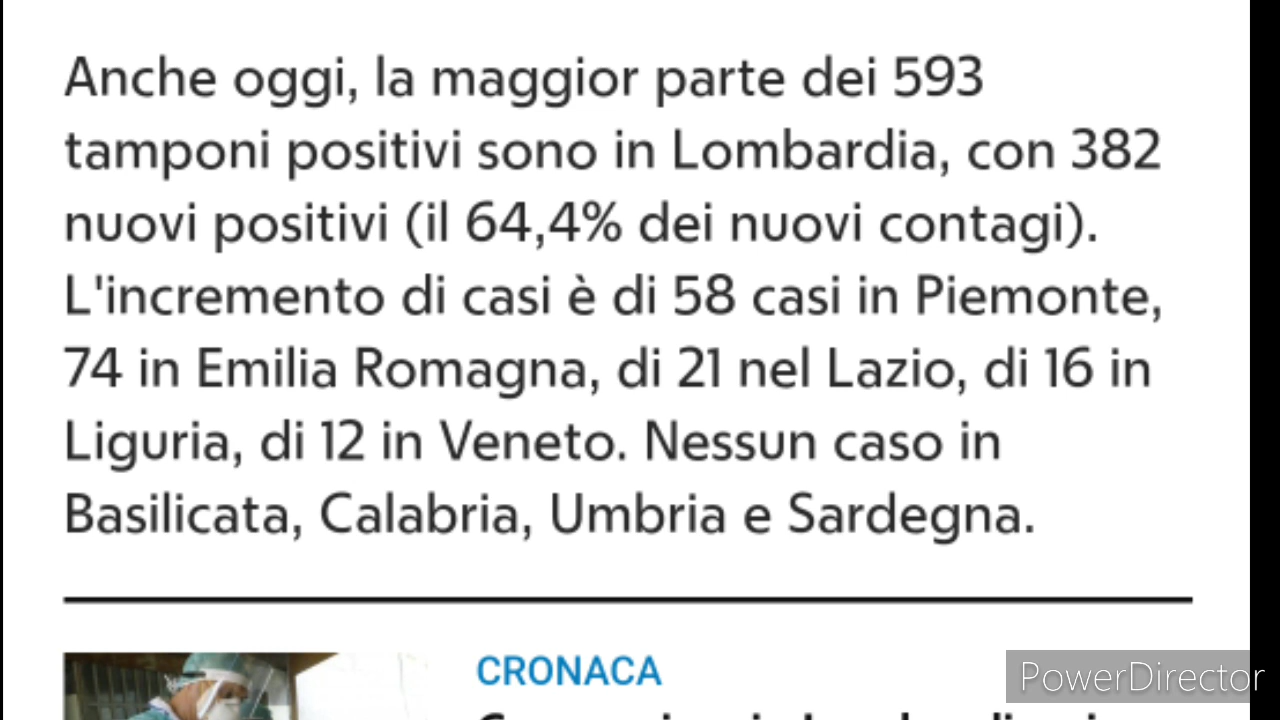 Anche oggi, la maggior parte dei 593
tamponi positivi sono in Lombardia, con 382
nuovi positivi (il 64,4% dei nuovi contagi).
L'incremento di casi è di 58 casi in Piemonte,
74 in Emilia Romagna, di 21 nel Lazio, di 16 in
Liguria, di 12 in Veneto. Nessun caso in
Basilicata, Calabria, Umbria e Sardegna.
CRONACA
PowerDirector